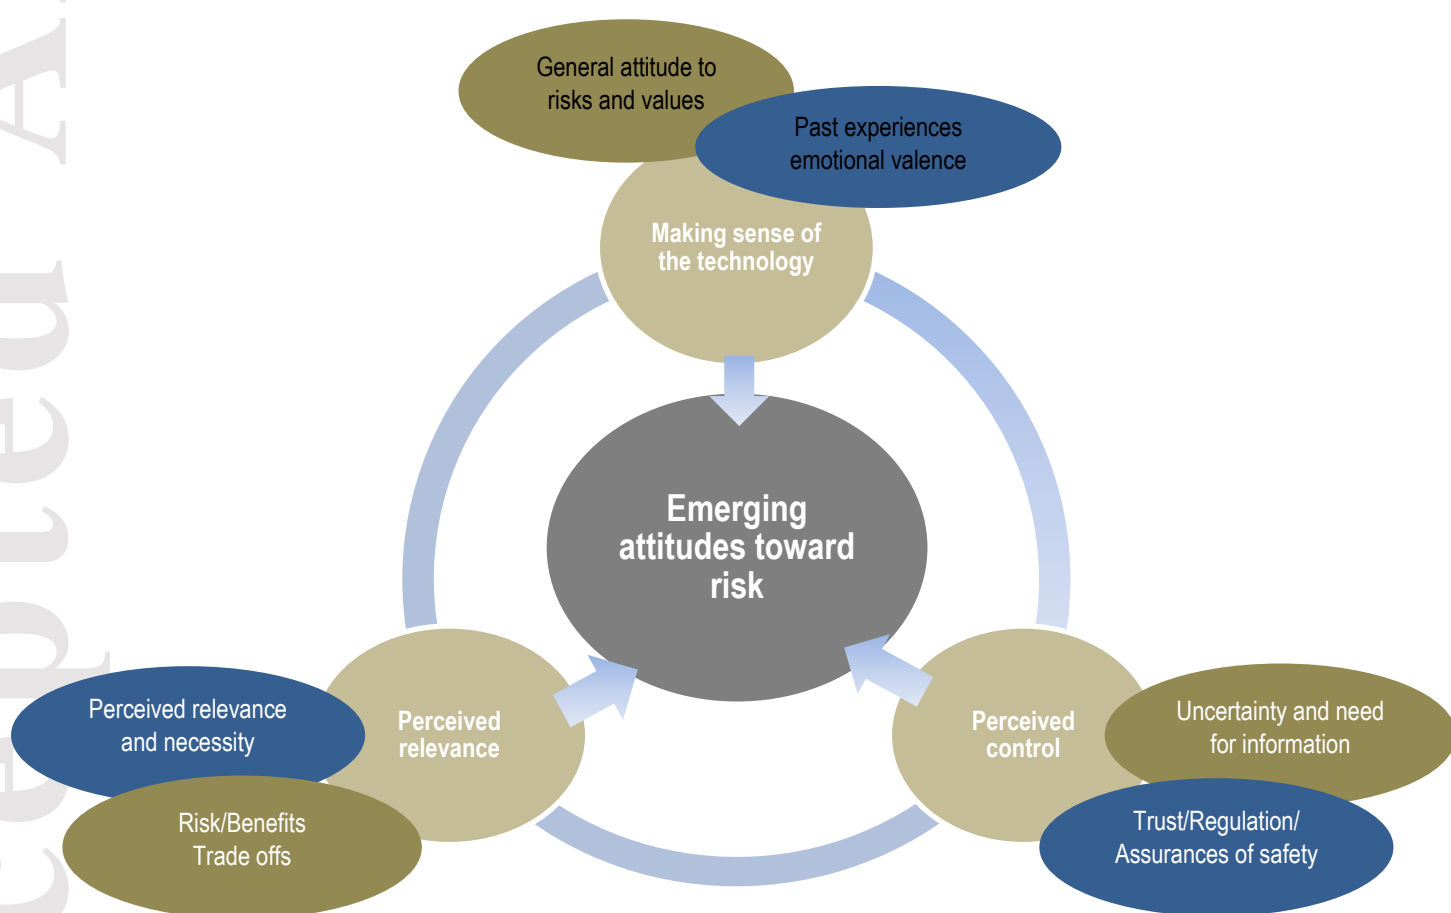 General attitude to
risks and values
Past experiences
emotional valence
Making sense of
the technology
Emerging
attitudes toward
risk
Perceived relevance
and necessity
Risk/Benefits
Trade offs
Perceived
relevance
Perceived
control
Uncertainty and need
for information
Trust/Regulation/
Assurances of safety
cepted A